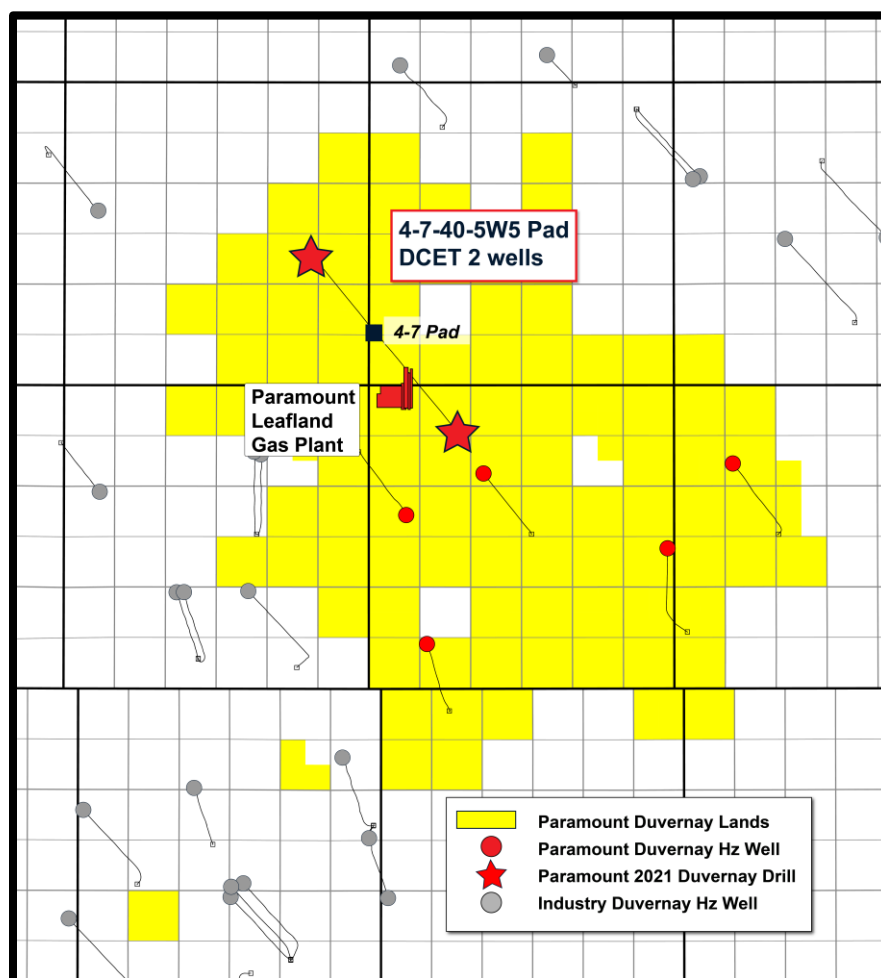 4-7-40-5W5 Pad
DCET 2 wells
4-7 Pad
Paramount
Leafland
Gas Plant
Paramount Duvernay Lands
Paramount Duvernay Hz Well
Paramount 2021 Duvernay Drill
Industry Duvernay Hz Well